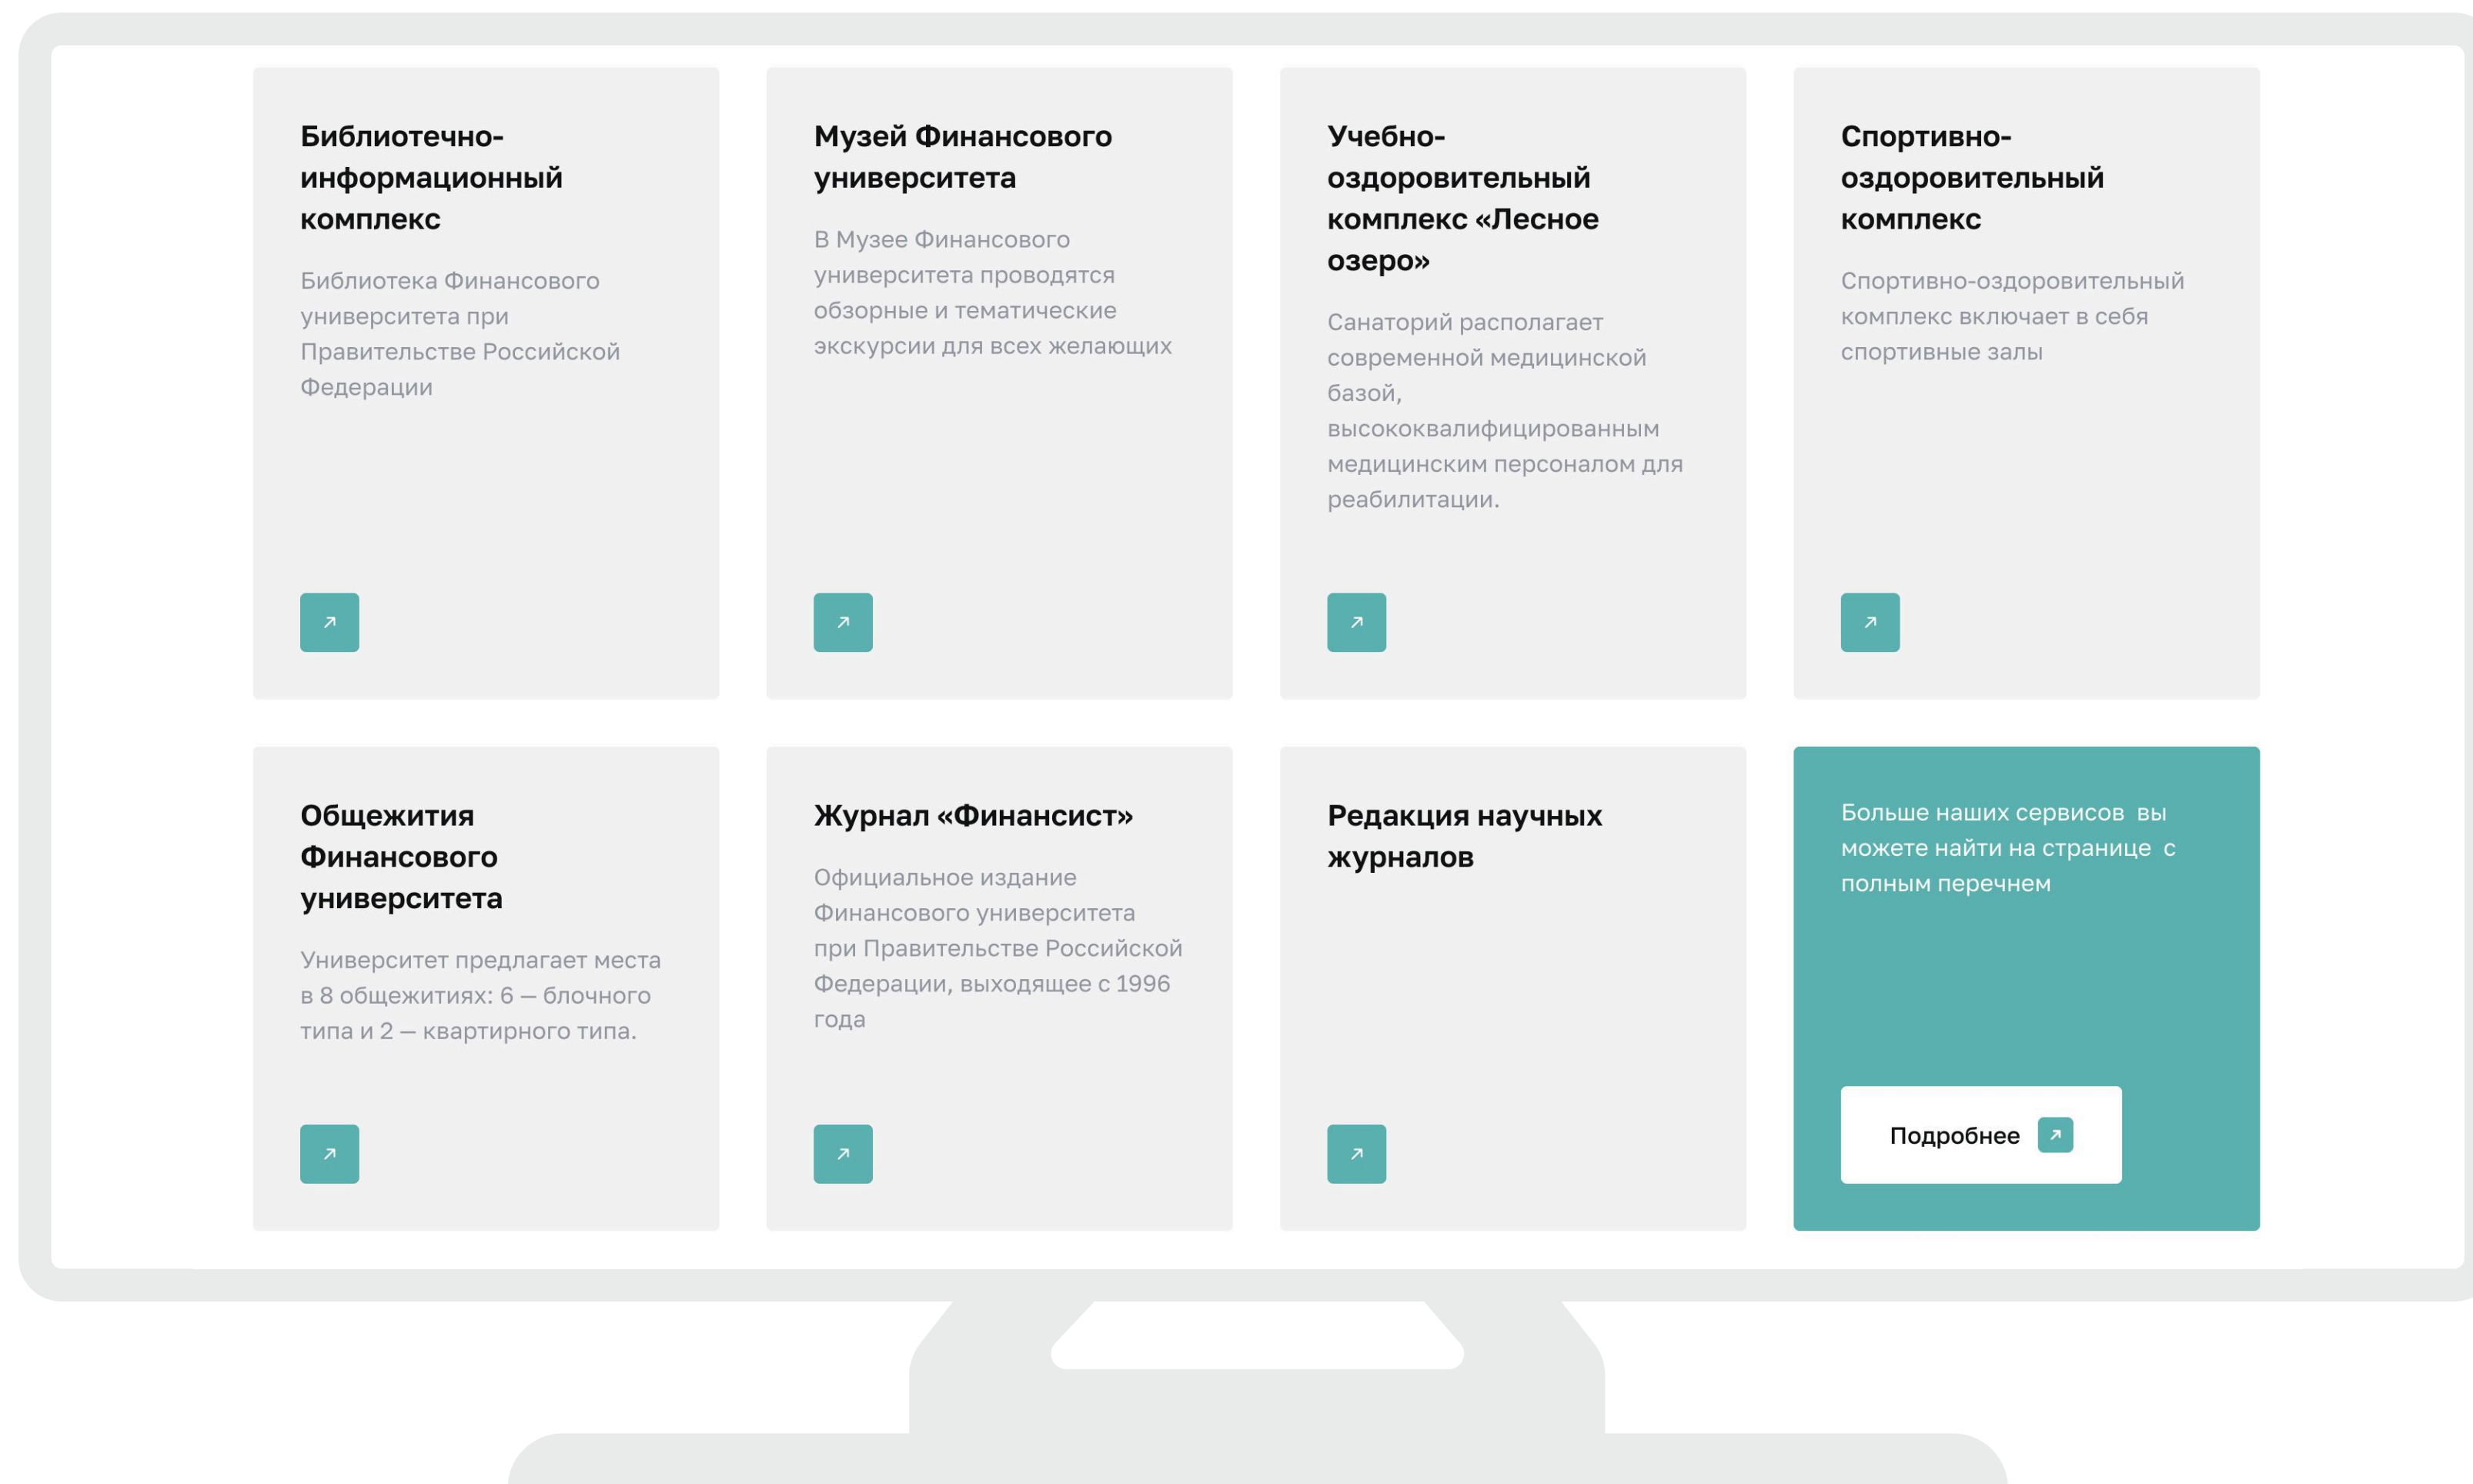 Библиотечно-
информационный
комплекс
Библиотека Финансового
университета при
Правительстве Российской
Федерации
Музей Финансового
университета
В Музее Финансового
университета проводятся
обзорные и тематические
экскурсии для всех желающих
Учебно-
оздоровительный
комплекс «Лесное
озеро»
Санаторий располагает
современной медицинской
базой,
высококвалифицированным
медицинским персоналом для
реабилитации.
Спортивно-
оздоровительный
комплекс
Спортивно-оздоровительный
комплекс включает в себя
спортивные залы
Общежития
Финансового
университета
Университет предлагает места
в 8 общежитиях: 6 — блочного
типа и 2 — квартирного типа.
Журнал «Финансист»
Официальное издание
Финансового университета
при Правительстве Российской
Федерации, выходящее с 1996
года
Редакция научных
журналов
Больше наших сервисов вы
можете найти на странице с
полным перечнем
Подробнее